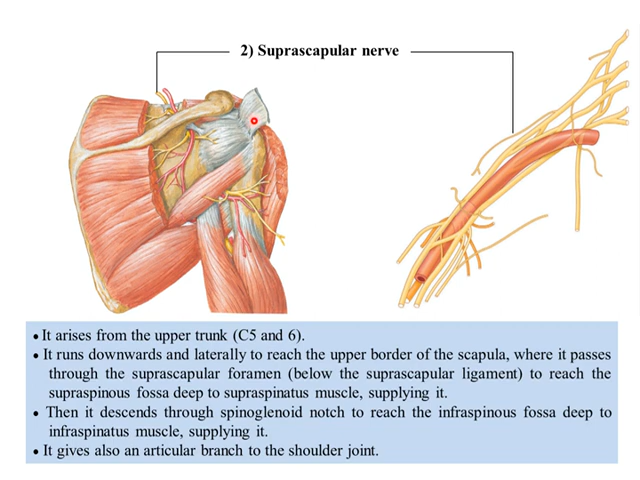 2) Suprascapular nerve
• It arises from the upper trunk (C5 and 6).
• It runs downwards and laterally to reach the upper border of the scapula, where it passes
through the suprascapular foramen (below the suprascapular ligament) to reach the
supraspinous fossa deep to supraspinatus muscle, supplying it.
• Then it descends through spinoglenoid notch to reach the infraspinous fossa deep to
infraspinatus muscle, supplying it.
• It gives also an articular branch to the shoulder joint.